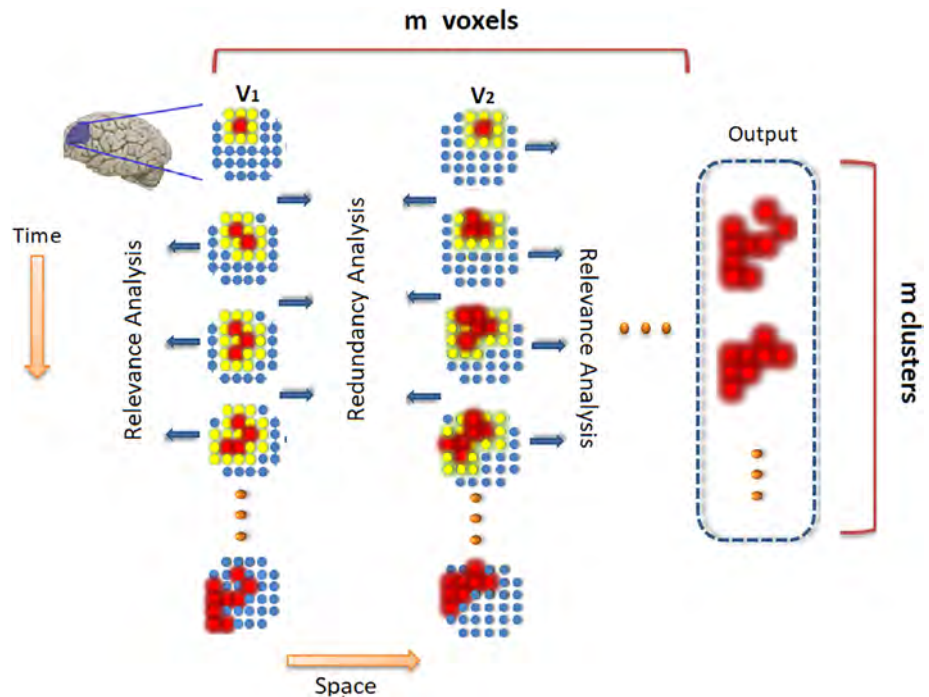 m voxels
V1
V2
Output
Time
Relevance Analysis
Redundancy Analysis
Relevance Analysis
m clusters
Space